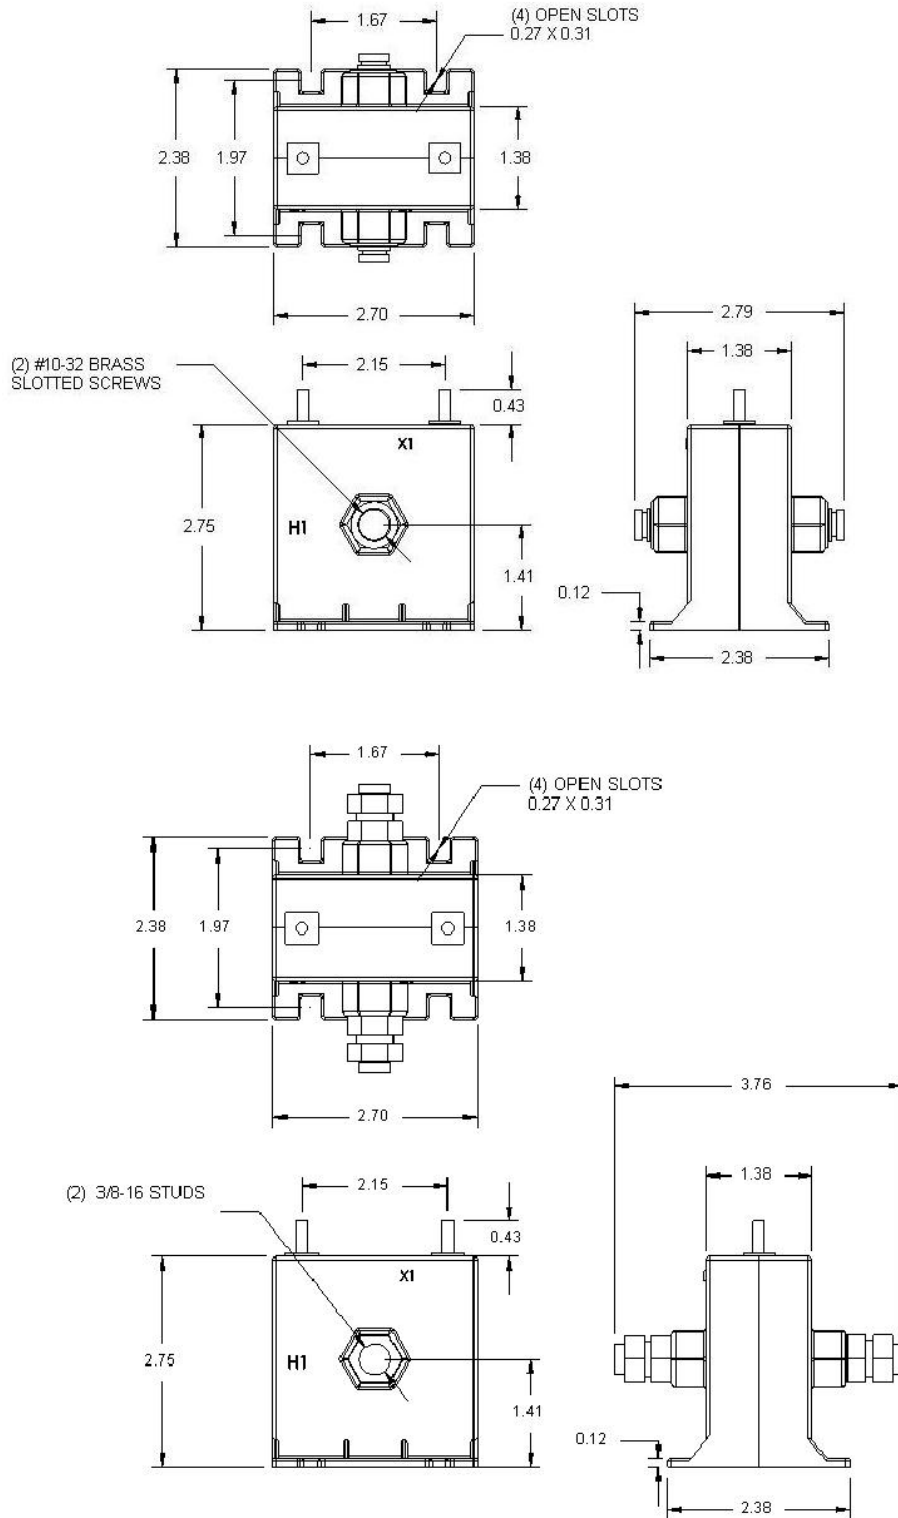 1.67
(4) OPEN SLOTS
0.27 X 0.31
2.38
1.97
1.38
2.70
2.79
(2) #10-32 BRASS
SLOTTED SCREWS
2.15
1.38
0.43
X1
2.75
H1
1.41
0.12
2.38
1.67
(4) OPEN SLOTS
0.27 X 0.31
2.38
1.97
1.38
2.70
3.76
(2) 3/8-16 STUDS
2.15
1.38
0.43
X1
2.75
H1
1.41
0.12
2.38